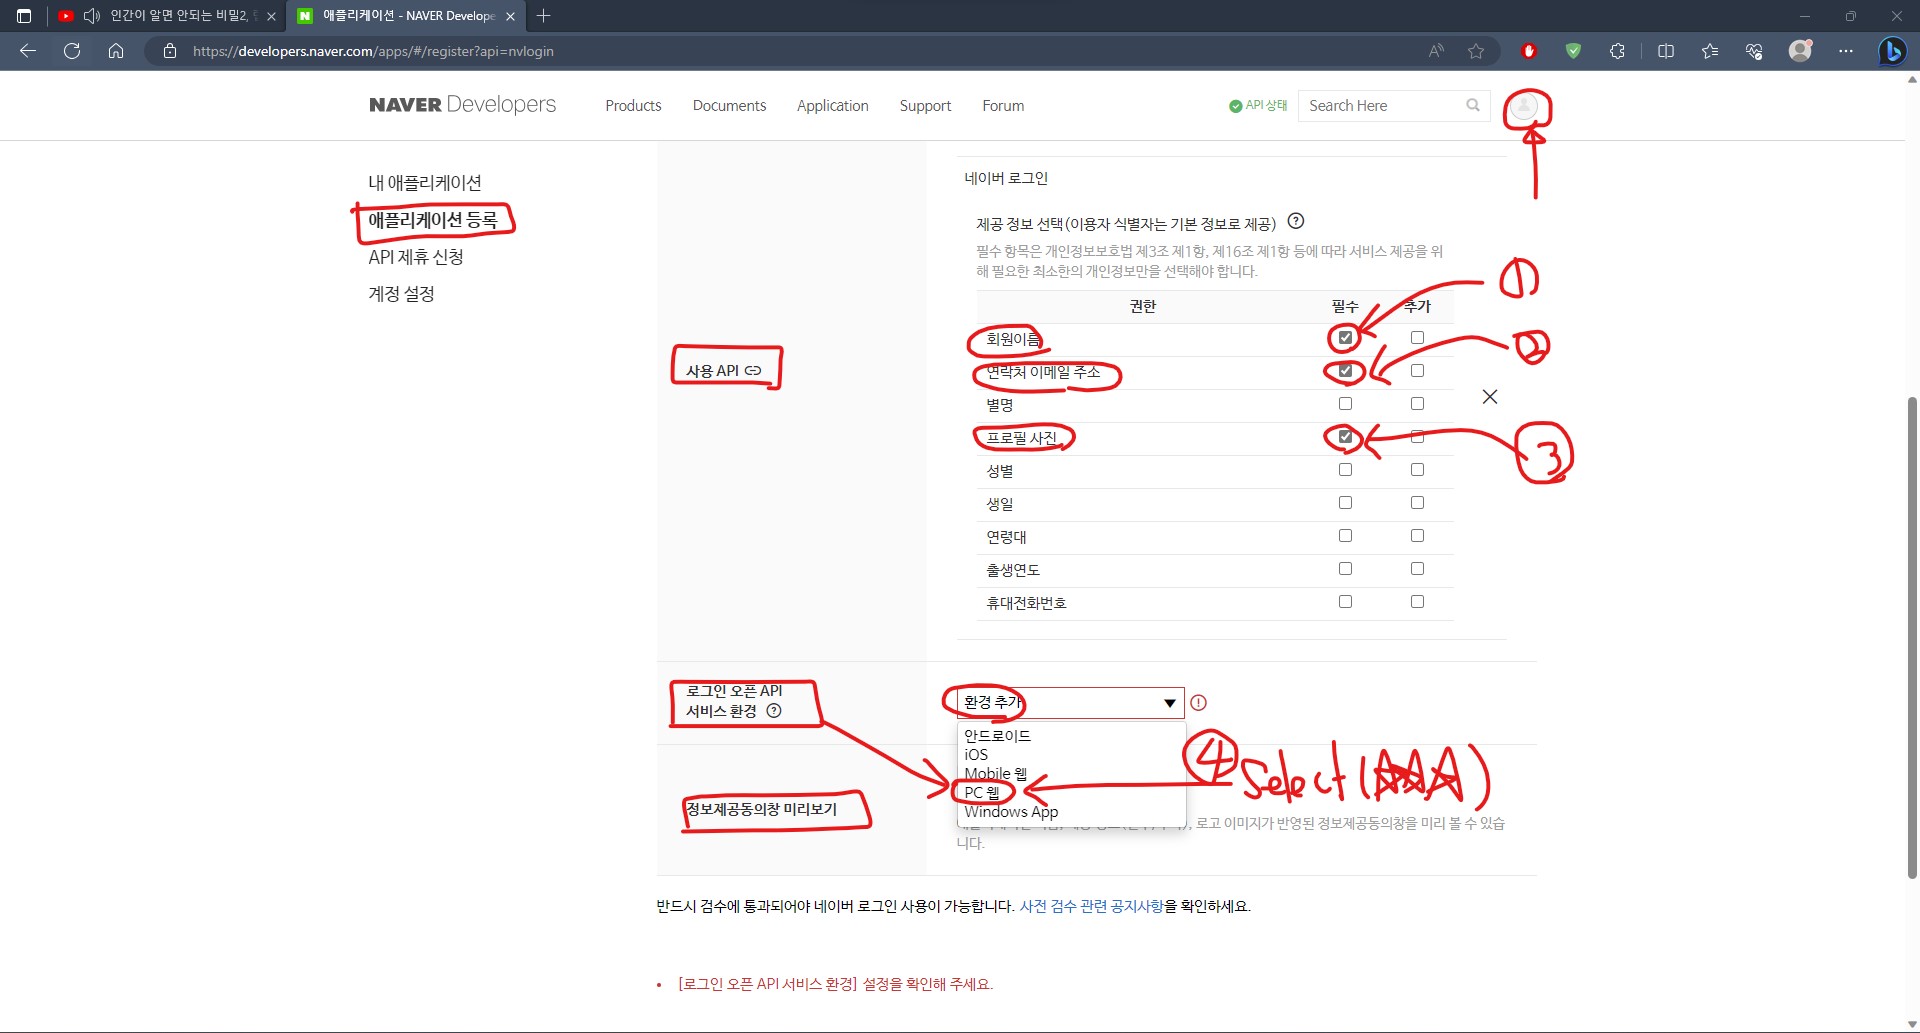 인간이 알면 안되는 비밀2,
애플리케이션 - NAVER Develope
https://developers.naver.com/apps/#/register?api=nvlogin
NAVER Developers
Products
Documents
Application
Support
Forum
API 상태
Search Here
내 애플리케이션
애플리케이션 등록
API 제휴 신청
계정 설정
사용 API
네이버 로그인
제공 정보 선택(이용자 식별자는 기본 정보로 제공)
필수 항목은 개인정보보호법 제3조 제1항, 제16조 제1항 등에 따라 서비스 제공을 위
해 필요한 최소한의 개인정보만을 선택해야 합니다.
권한 필수 추가
회원이름
연락처 이메일 주소
별명
프로필 사진
성별
생일
연령대
출생연도
휴대전화번호
①
②
③
로그인 오픈 API
서비스 환경
환경 추가
안드로이드
iOS
Mobile 웹
PC 웹
Windows App
④ Select (☆☆☆)
정보제공동의창 미리보기
로고 이미지가 반영된 정보제공동의창을 미리 볼 수 있습
니다.
반드시 검수에 통과되어야 네이버 로그인 사용이 가능합니다. 사전 검수 관련 공지사항을 확인하세요.
• [로그인 오픈 API 서비스 환경] 설정을 확인해 주세요.